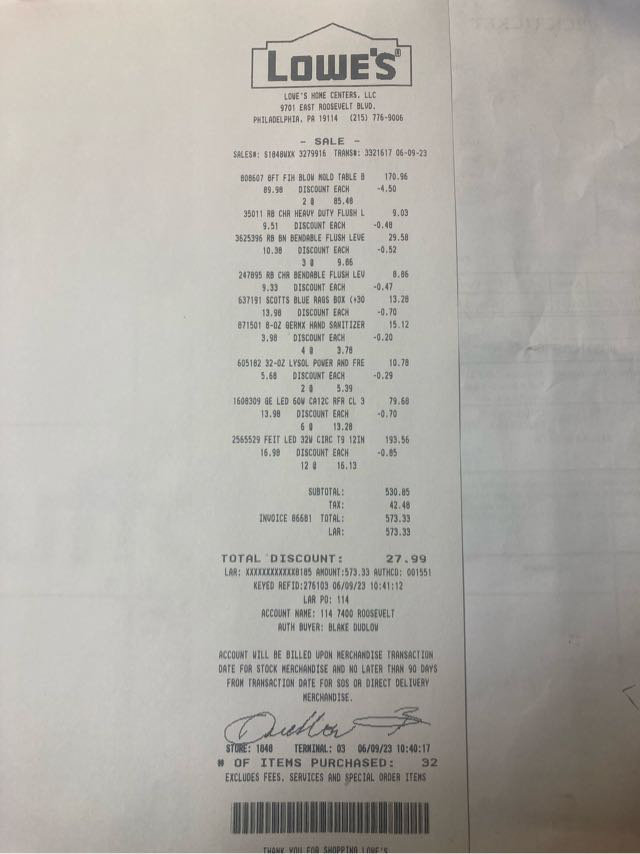 LOWE'S®
LOWE'S HOME CENTERS, LLC
9701 EAST ROOSEVELT BLVD.
PHILADELPHIA, PA 19114 (215) 776-9006
- SALE -
SALES#: S1848WXK 3279916 TRANS#: 3321617 06-09-23
808607 8FT FIH BLOW MOLD TABLE B 170.96
89.98 DISCOUNT EACH -4.50
2 @ 85.48
35011 RB CHR HEAVY DUTY FLUSH L 9.03
9.51 DISCOUNT EACH -0.48
3625396 RB BN BENDABLE FLUSH LEVE 29.58
10.38 DISCOUNT EACH -0.52
3 @ 9.86
247895 RB CHR BENDABLE FLUSH LEV 8.86
9.33 DISCOUNT EACH -0.47
637191 SCOTTS BLUE RAGS BOX (+30 13.28
13.98 DISCOUNT EACH -0.70
871501 8-OZ GERMX HAND SANITIZER 15.12
3.98 DISCOUNT EACH -0.20
4 @ 3.78
605182 32-OZ LYSOL POWER AND FRE 10.78
5.68 DISCOUNT EACH -0.29
2 @ 5.39
1608309 GE LED 60W CA12C RFR CL 3 79.68
13.98 DISCOUNT EACH -0.70
6 @ 13.28
2565529 FEIT LED 32W CIRC T9 12IN 193.56
16.98 DISCOUNT EACH -0.85
12 @ 16.13
SUBTOTAL: 530.85
TAX: 42.48
INVOICE 86681 TOTAL: 573.33
LAR: 573.33
TOTAL DISCOUNT: 27.99
LAR: XXXXXXXXXXXX8185 AMOUNT:573.33 AUTHCD: 001551
KEYED REFID:276103 06/09/23 10:41:12
LAR PO: 114
ACCOUNT NAME: 114 7400 ROOSEVELT
AUTH BUYER: BLAKE DUDLOW
ACCOUNT WILL BE BILLED UPON MERCHANDISE TRANSACTION
DATE FOR STOCK MERCHANDISE AND NO LATER THAN 90 DAYS
FROM TRANSACTION DATE FOR SOS OR DIRECT DELIVERY
MERCHANDISE.
STORE: 1848 TERMINAL: 03 06/09/23 10:40:17
# OF ITEMS PURCHASED: 32
EXCLUDES FEES, SERVICES AND SPECIAL ORDER ITEMS
THANK YOU FOR SHOPPING LOWE'S